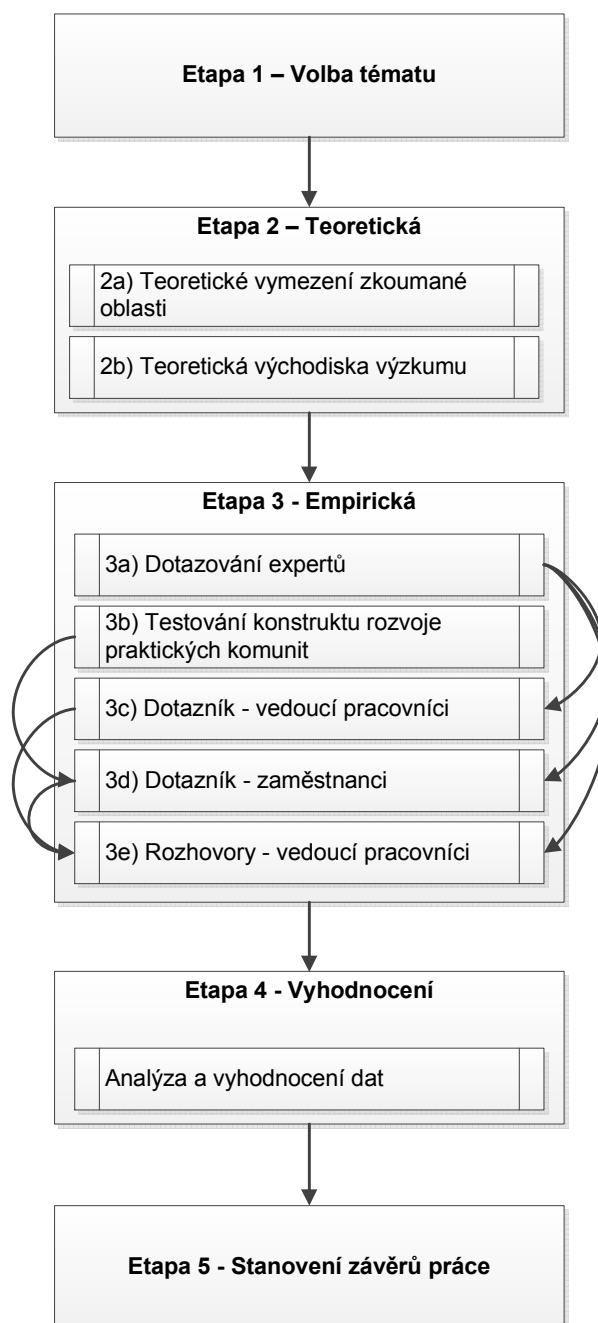 Etapa 1 – Volba tématu
Etapa 2 – Teoretická
2a) Teoretické vymezení zkoumané
oblasti
2b) Teoretická východiska výzkumu
Etapa 3 - Empirická
3a) Dotazování expertů
3b) Testování konstruktu rozvoje
praktických komunit
3c) Dotazník - vedoucí pracovníci
3d) Dotazník - zaměstnanci
3e) Rozhovory - vedoucí pracovníci
Etapa 4 - Vyhodnocení
Analýza a vyhodnocení dat
Etapa 5 - Stanovení závěrů práce